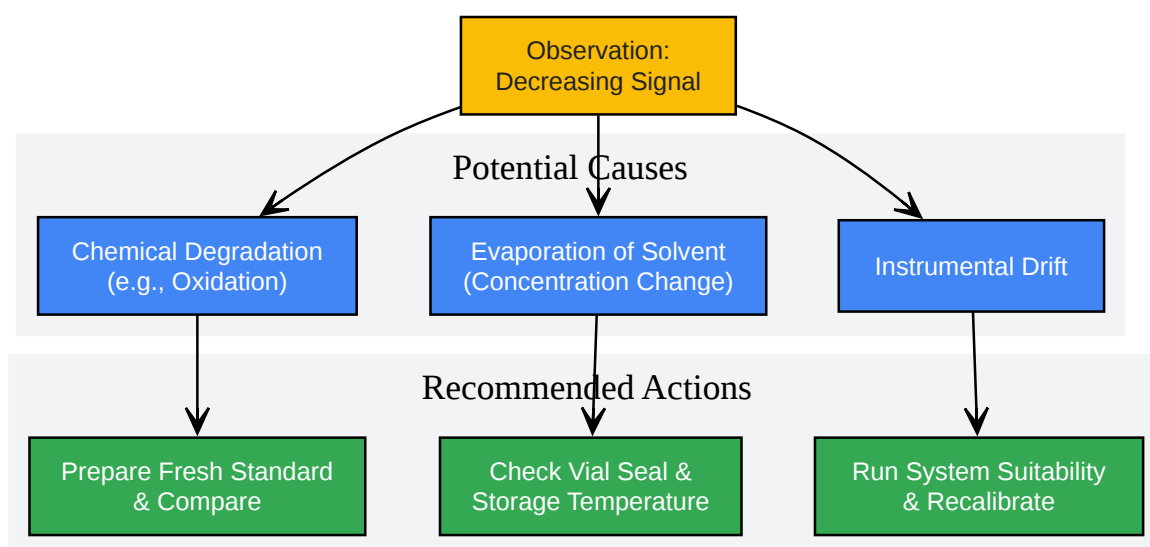 Observation:
Decreasing Signal
Potential Causes
Chemical Degradation
(e.g., Oxidation)
Evaporation of Solvent
(Concentration Change)
Instrumental Drift
Recommended Actions
Prepare Fresh Standard
& Compare
Check Vial Seal &
Storage Temperature
Run System Suitability
& Recalibrate